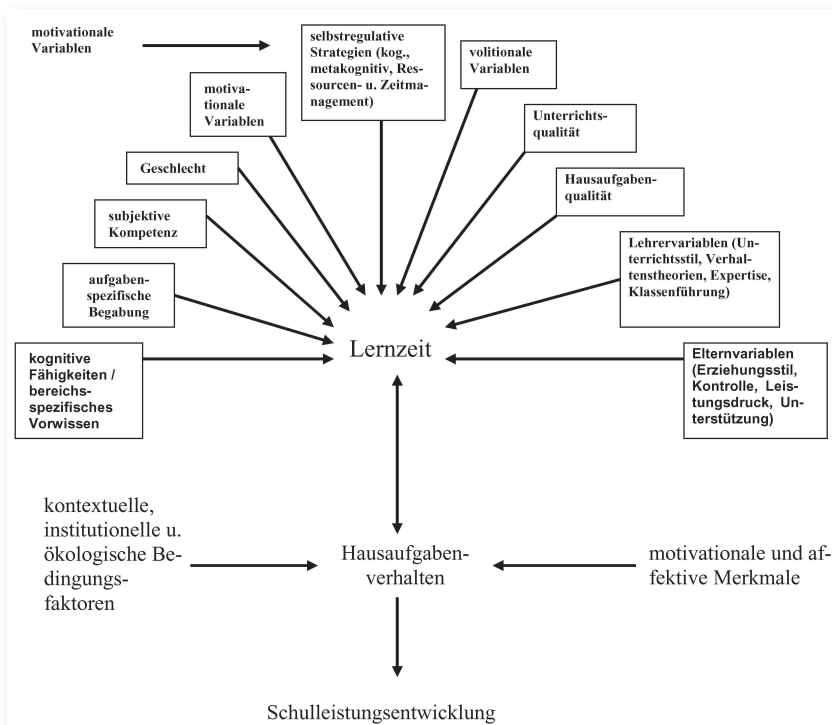 motivationale
Variablen
selbstregulative
Strategien (kog.,
metakognitiv, Res-
sourcen- u. Zeitma-
nagement)
volitionale
Variablen
motiva-
tionale
Variablen
Unterrichts-
qualität
Geschlecht
Hausaufgaben-
qualität
subjektive
Kompetenz
Lehrervariablen (Un-
terrichtsstil, Verhal-
tenstheorien, Expertise,
Klassenführung)
aufgaben-
spezifische
Begabung
Lernzeit
kognitive
Fähigkeiten /
bereichs-
spezifisches
Vorwissen
Elternvariablen
(Erziehungsstil,
Kontrolle, Leis-
tungsdruck, Un-
terstützung)
kontextuelle,
institutionelle u.
ökologische Be-
dingungs-
faktoren
Hausaufgaben-
verhalten
motivationale und af-
fektive Merkmale
Schulleistungsentwicklung